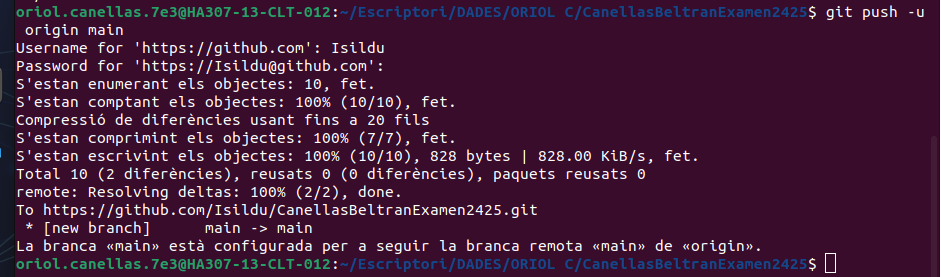 oriol.canellas.7e3@HA307-13-CLT-012:~/Escriptori/DADES/ORIOL C/CanellasBeltranExamen2425$ git push -u
 origin main
Username for 'https://github.com': Isildu
Password for 'https://Isildu@github.com':
S'estan enumerant els objectes: 10, fet.
S'estan comptant els objectes: 100% (10/10), fet.
Compressió de diferències usant fins a 20 fils
S'estan comprimint els objectes: 100% (7/7), fet.
S'estan escrivint els objectes: 100% (10/10), 828 bytes | 828.00 KiB/s, fet.
Total 10 (2 diferències), reusats 0 (0 diferències), paquets reusats 0
remote: Resolving deltas: 100% (2/2), done.
To https://github.com/Isildu/CanellasBeltranExamen2425.git
 * [new branch]      main -> main
La branca «main» està configurada per a seguir la branca remota «main» de «origin».
oriol.canellas.7e3@HA307-13-CLT-012:~/Escriptori/DADES/ORIOL C/CanellasBeltranExamen2425$